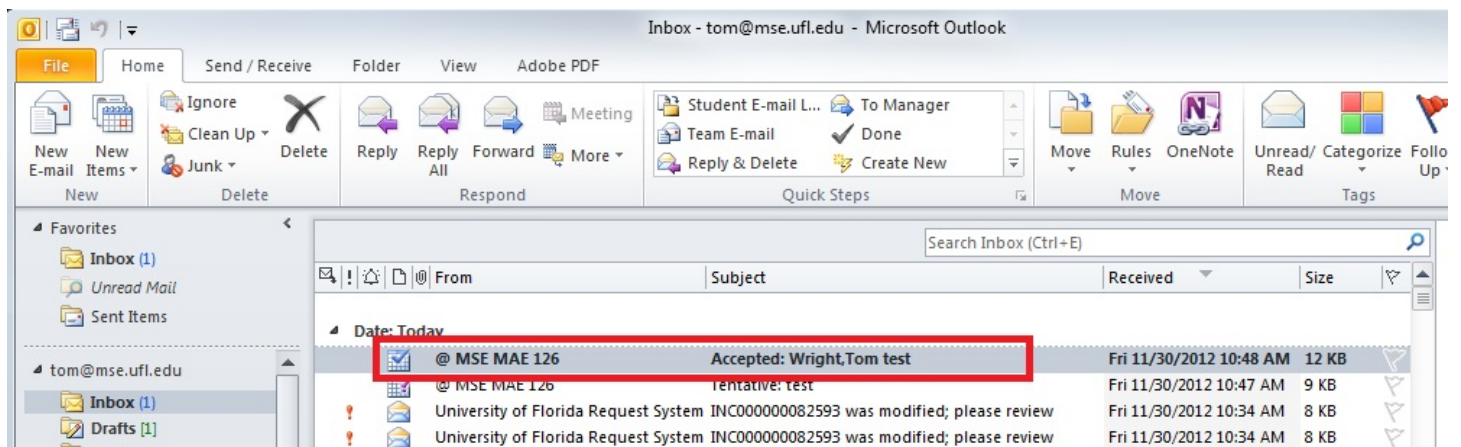 Inbox - tom@mse.ufl.edu - Microsoft Outlook
File Home Send / Receive Folder View Adobe PDF
New E-mail
New Items
Ignore
Clean Up
Junk
Delete
Reply
Reply All
Forward
Meeting
More
Student E-mail L...
Team E-mail
Reply & Delete
To Manager
Done
Create New
Move
Rules
OneNote
Unread/ Read
Categorize
Follo
Up
New Delete Respond Quick Steps Move Tags
Favorites
Inbox (1)
Unread Mail
Sent Items
tom@mse.ufl.edu
Inbox (1)
Drafts [1]
Search Inbox (Ctrl+E)
! From Subject Received Size
Date: Today
@ MSE MAE 126 Accepted: Wright,Tom test Fri 11/30/2012 10:48 AM 12 KB
@ MSE MAE 126 Tentative: test Fri 11/30/2012 10:47 AM 9 KB
! University of Florida Request System INC000000082593 was modified; please review Fri 11/30/2012 10:34 AM 8 KB
! University of Florida Request System INC000000082593 was modified; please review Fri 11/30/2012 10:34 AM 8 KB